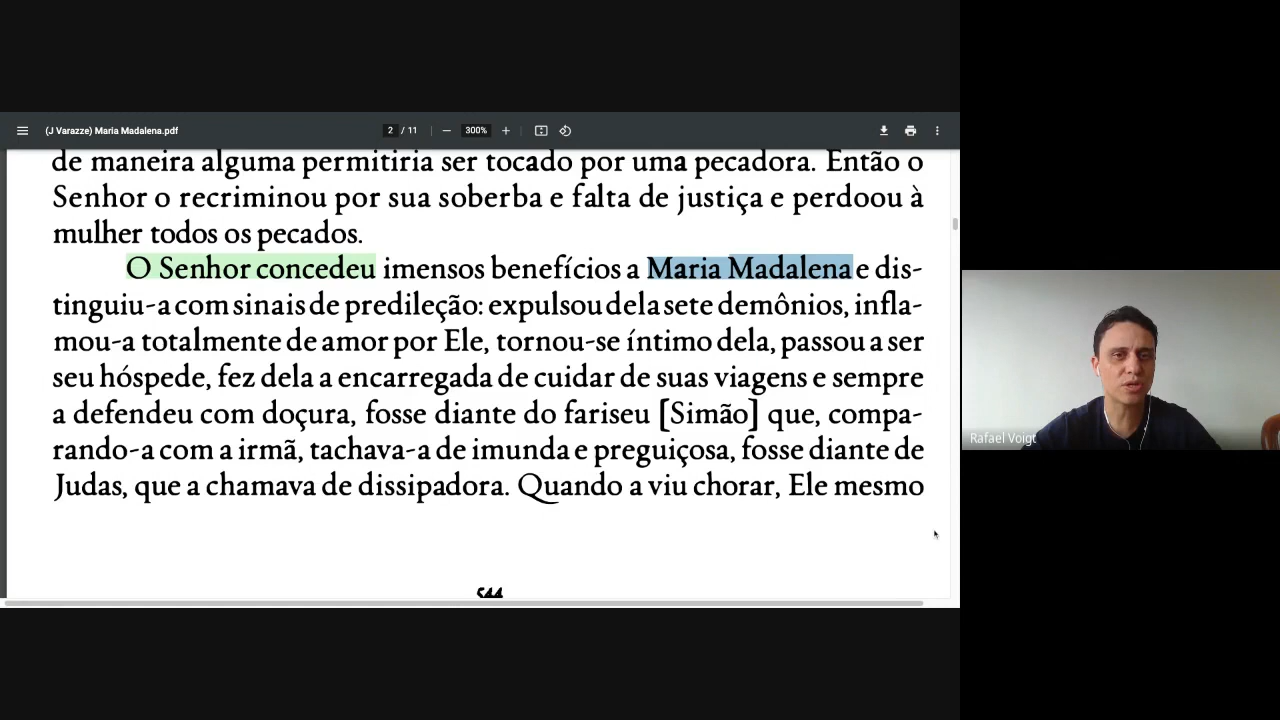 (J Varazze) Maria Madalena.pdf
2 / 11
300%
de maneira alguma permitiria ser tocado por uma pecadora. Então o
Senhor o recriminou por sua soberba e falta de justiça e perdoou à
mulher todos os pecados.
O Senhor concedeu imensos benefícios a Maria Madalena e dis-
tinguiu-a com sinais de predileção: expulsou dela sete demônios, infla-
mou-a totalmente de amor por Ele, tornou-se íntimo dela, passou a ser
seu hóspede, fez dela a encarregada de cuidar de suas viagens e sempre
a defendeu com doçura, fosse diante do fariseu [Simão] que, compa-
rando-a com a irmã, tachava-a de imunda e preguiçosa, fosse diante de
Judas, que a chamava de dissipadora. Quando a viu chorar, Ele mesmo
544
Rafael Voigt